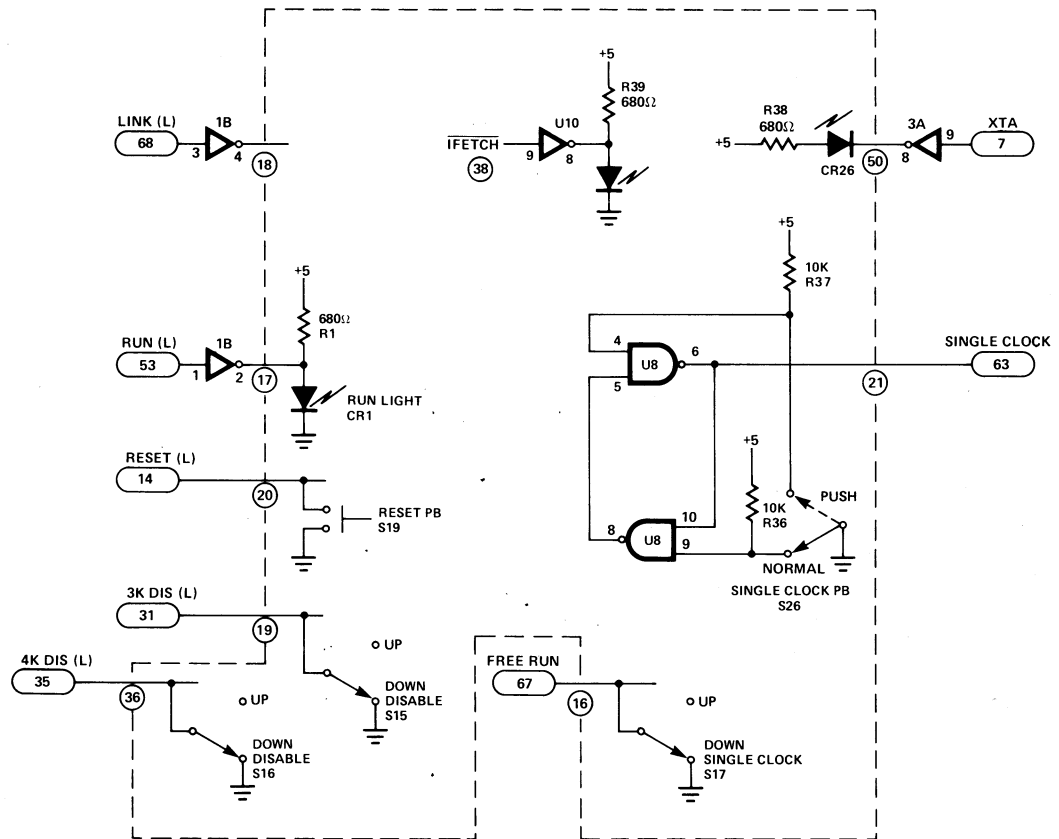 LINK (L)
68
1B
3
4
18
IFETCH
38
9
U10
8
+5
R39
680Ω
+5
R38
680Ω
CR26
50
3A
8
9
XTA
7
RUN (L)
53
1B
1
2
17
+5
680Ω
R1
RUN LIGHT
CR1
+5
10K
R37
4
5
U8
6
21
SINGLE CLOCK
63
RESET (L)
14
20
RESET PB
S19
8
U8
10
9
+5
10K
R36
PUSH
NORMAL
SINGLE CLOCK PB
S26
3K DIS (L)
31
19
UP
DOWN
DISABLE
S15
4K DIS (L)
35
36
UP
DOWN
DISABLE
S16
FREE RUN
67
16
UP
DOWN
SINGLE CLOCK
S17